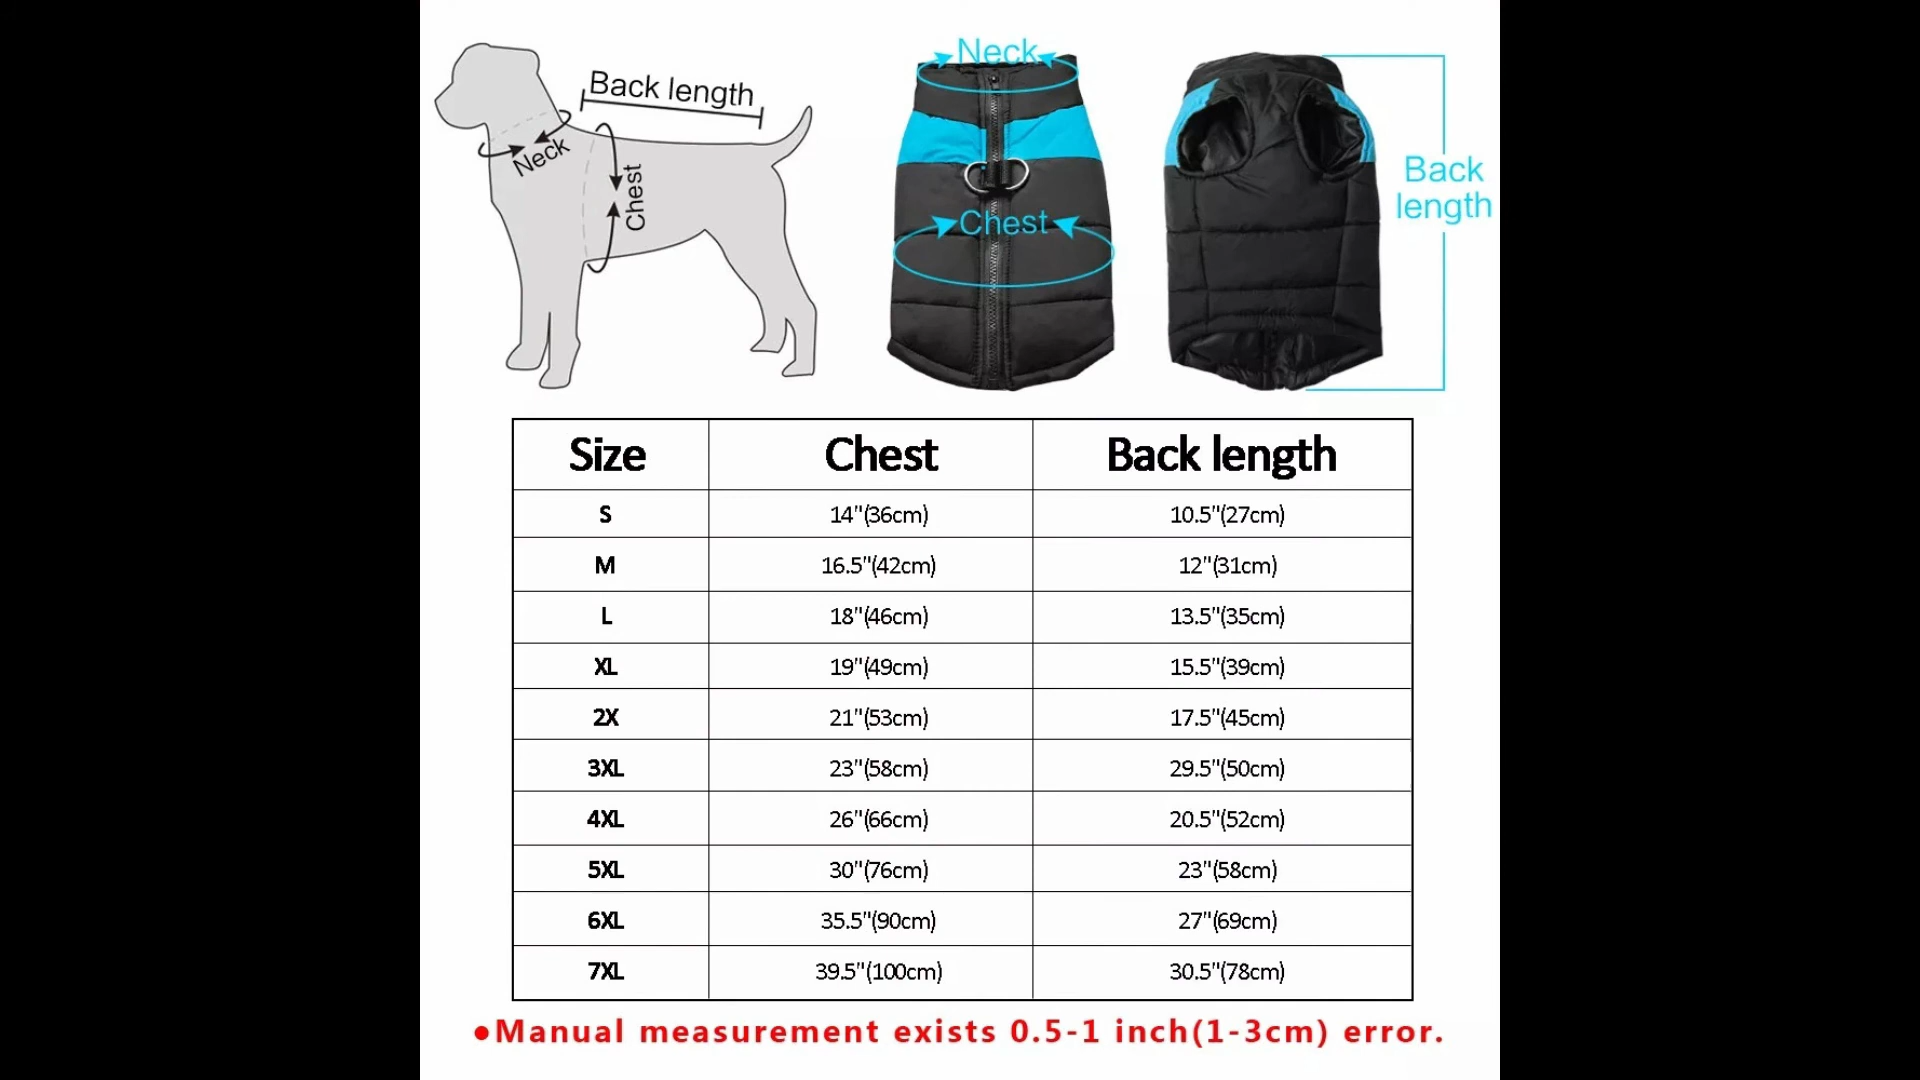 Back length
Neck
Chest
Neck
Chest
Back
length
Size Chest Back length
S 14"(36cm) 10.5"(27cm)
M 16.5"(42cm) 12"(31cm)
L 18"(46cm) 13.5"(35cm)
XL 19"(49cm) 15.5"(39cm)
2X 21"(53cm) 17.5"(45cm)
3XL 23"(58cm) 29.5"(50cm)
4XL 26"(66cm) 20.5"(52cm)
5XL 30"(76cm) 23"(58cm)
6XL 35.5"(90cm) 27"(69cm)
7XL 39.5"(100cm) 30.5"(78cm)
●Manual measurement exists 0.5-1 inch(1-3cm) error.